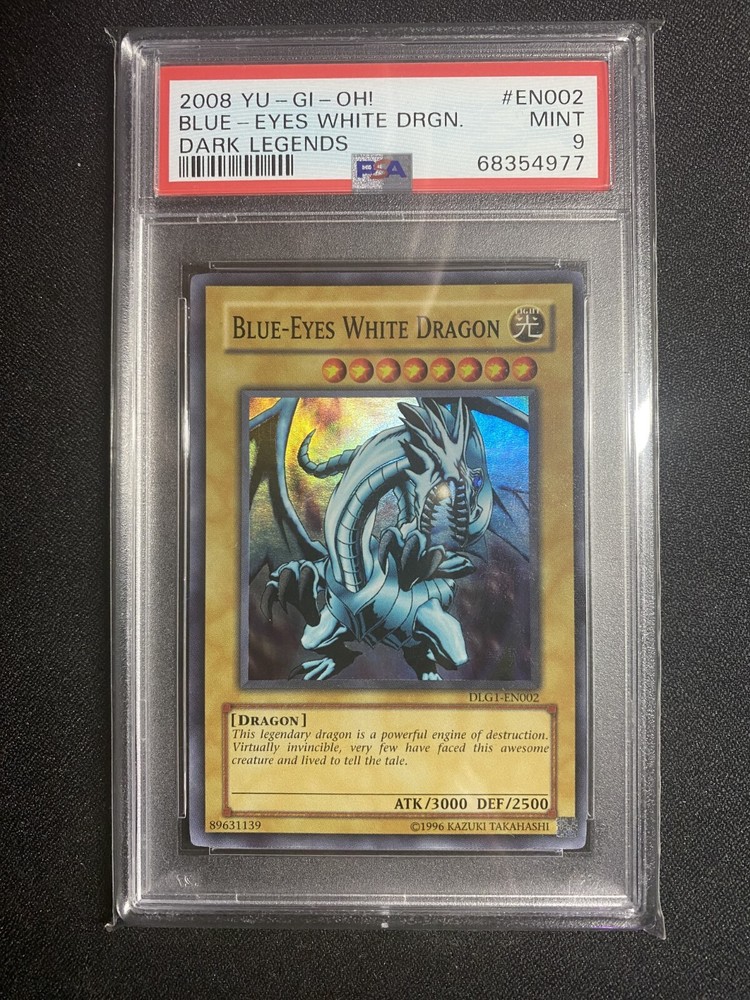 2008 YU-GI-OH! #EN002
BLUE-EYES WHITE DRGN. MINT
DARK LEGENDS 9
PSA 68354977
BLUE-EYES WHITE DRAGON
LIGHT
光
DLG1-EN002
[DRAGON]
This legendary dragon is a powerful engine of destruction.
Virtually invincible, very few have faced this awesome
creature and lived to tell the tale.
ATK/3000 DEF/2500
89631139 ©1996 KAZUKI TAKAHASHI